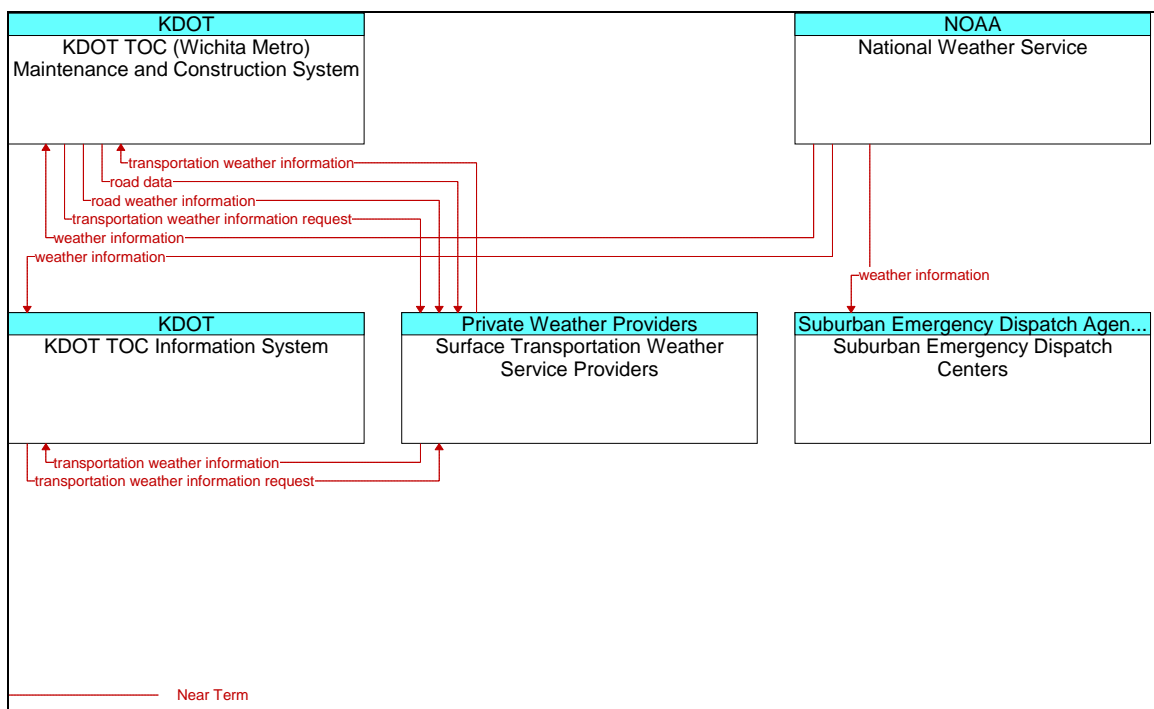 KDOT
KDOT TOC (Wichita Metro)
Maintenance and Construction System
NOAA
National Weather Service
transportation weather information
road data
road weather information
transportation weather information request
weather information
weather information
weather information
KDOT
KDOT TOC Information System
Private Weather Providers
Surface Transportation Weather
Service Providers
Suburban Emergency Dispatch Agen...
Suburban Emergency Dispatch
Centers
transportation weather information
transportation weather information request
Near Term